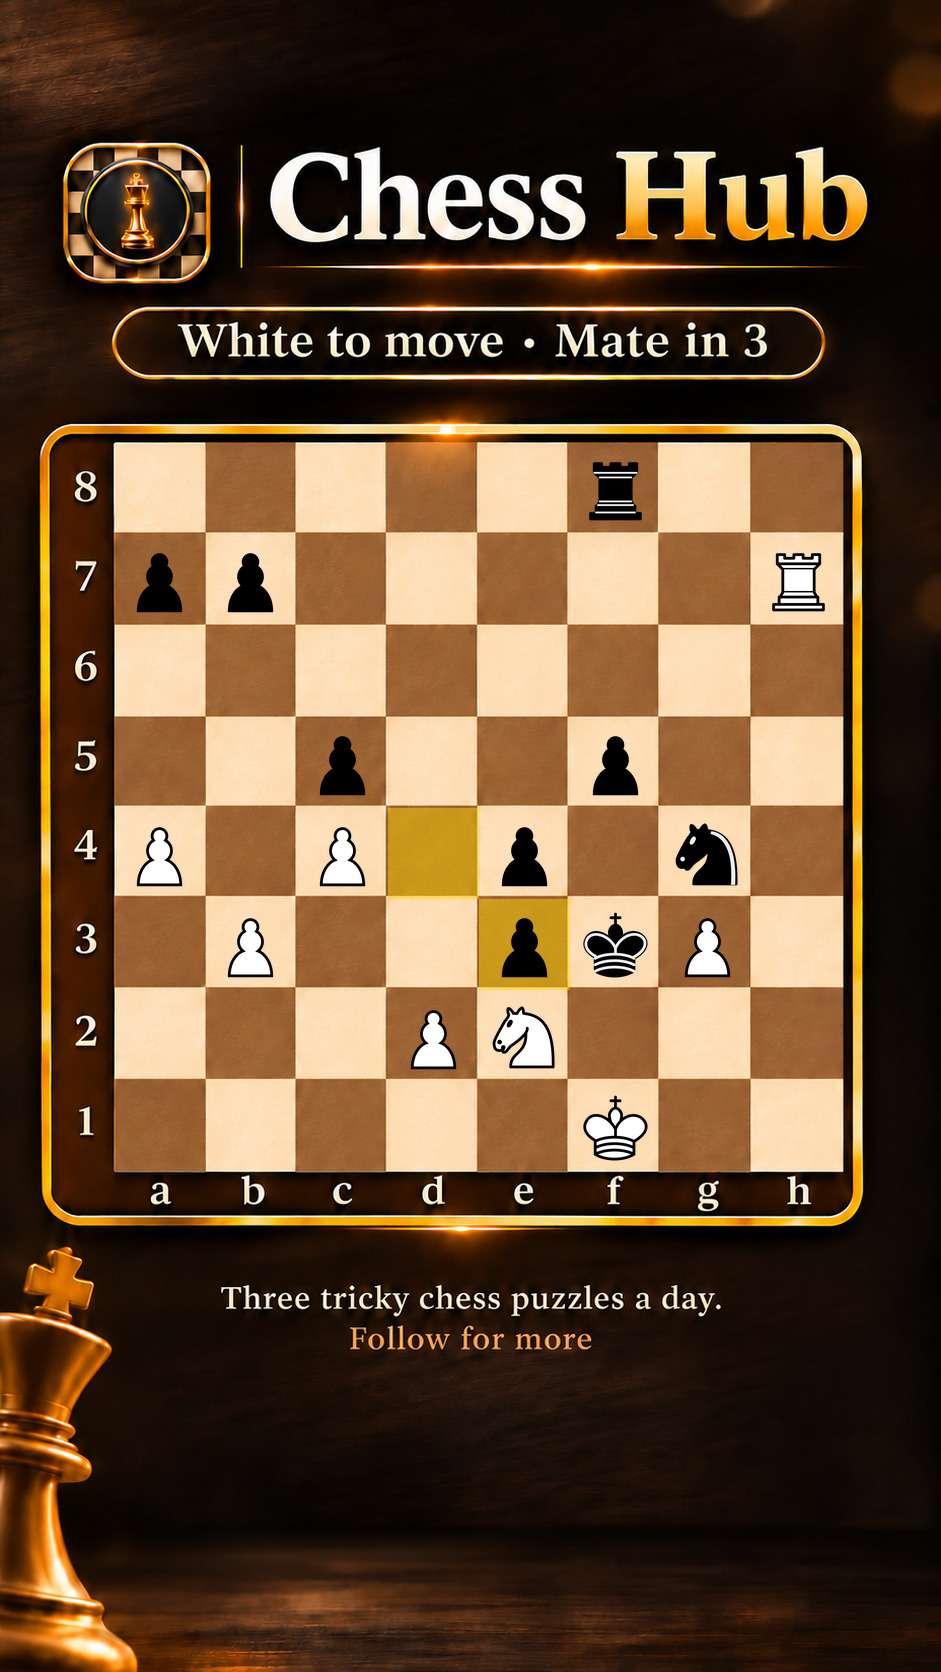 Chess Hub
White to move • Mate in 3
8
7
6
5
4
3
2
1
a b c d e f g h
Three tricky chess puzzles a day.
Follow for more